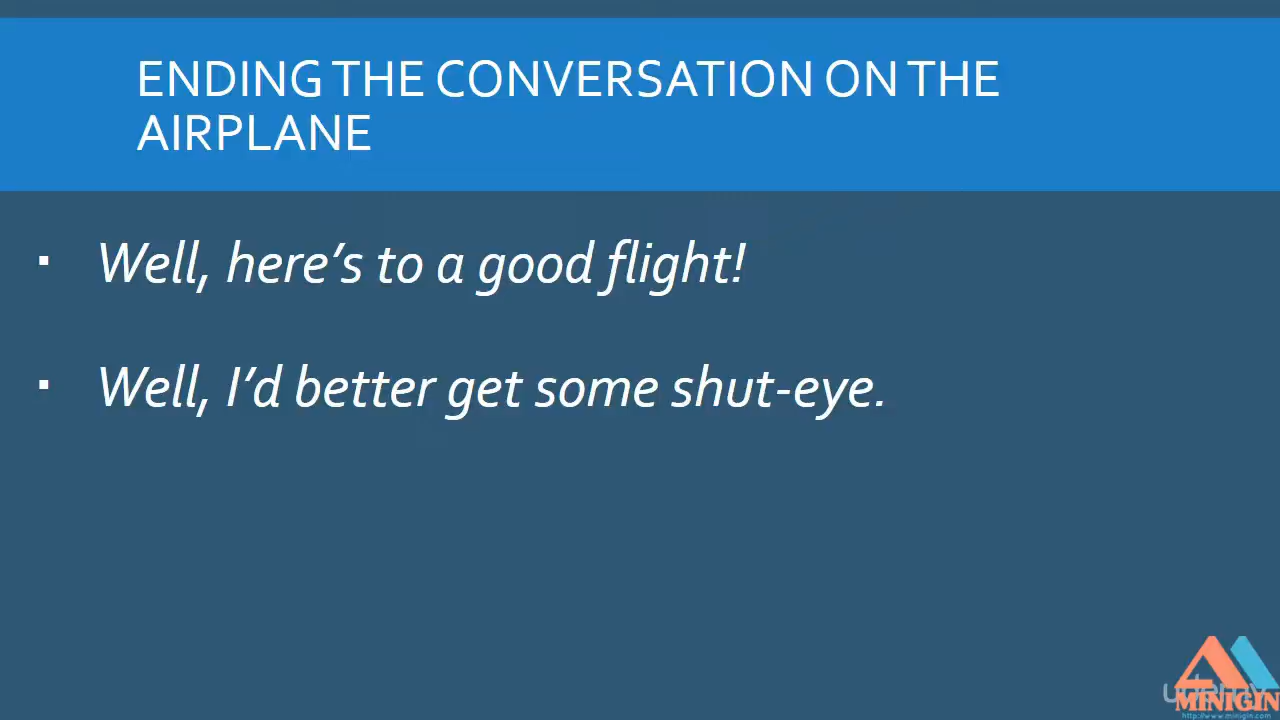 ENDING THE CONVERSATION ON THE
AIRPLANE
▪ Well, here’s to a good flight!
▪ Well, I’d better get some shut-eye.
MINIGIN
http://www.minigin.com